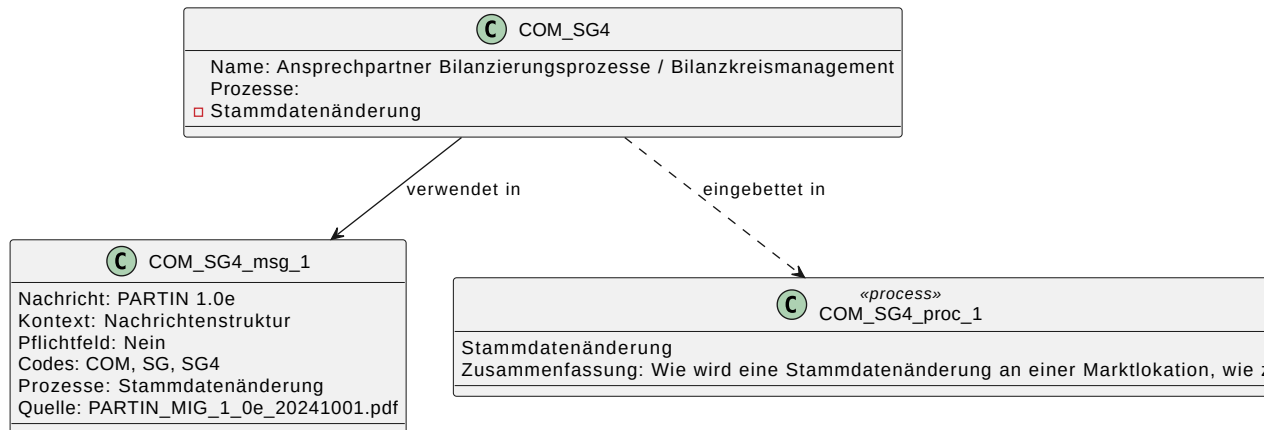 C COM_SG4
Name: Ansprechpartner Bilanzierungsprozesse / Bilanzkreismanagement
Prozesse:
Stammdatenänderung
verwendet in
eingebettet in
C COM_SG4_msg_1
Nachricht: PARTIN 1.0e
Kontext: Nachrichtenstruktur
Pflichtfeld: Nein
Codes: COM, SG, SG4
Prozesse: Stammdatenänderung
Quelle: PARTIN_MIG_1_0e_20241001.pdf
C «process»
COM_SG4_proc_1
Stammdatenänderung
Zusammenfassung: Wie wird eine Stammdatenänderung an einer Marktlokation, wie